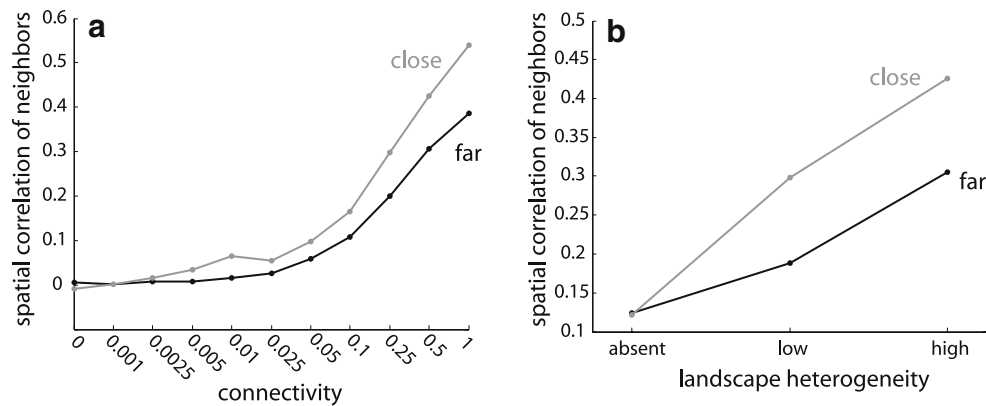 a
spatial correlation of neighbors
0.6
0.5
0.4
0.3
0.2
0.1
0
close
far
0 0.001 0.0025 0.005 0.01 0.025 0.05 0.1 0.25 0.5 1
connectivity
b
spatial correlation of neighbors
0.5
0.45
0.4
0.35
0.3
0.25
0.2
0.15
0.1
close
far
absent low high
landscape heterogeneity